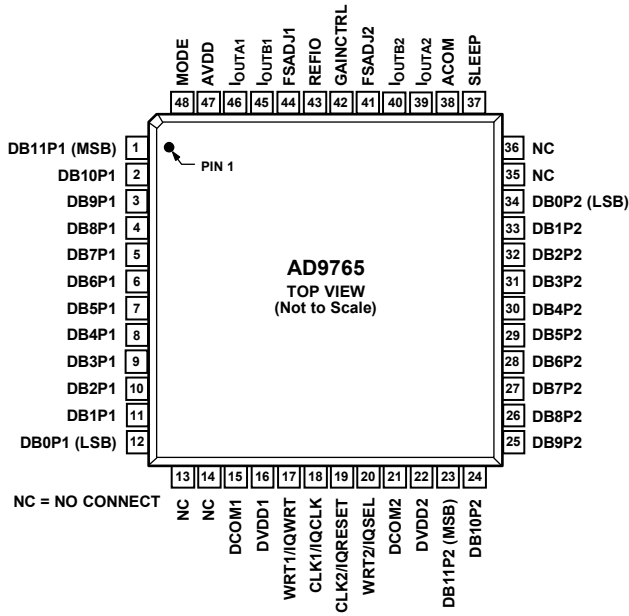 MODE
AVDD
IOUTA1
IOUTB1
FSADJ1
REFIO
GAINCTRL
FSADJ2
IOUTB2
IOUTA2
ACOM
SLEEP
48 47 46 45 44 43 42 41 40 39 38 37
DB11P1 (MSB) 1
DB10P1 2
DB9P1 3
DB8P1 4
DB7P1 5
DB6P1 6
DB5P1 7
DB4P1 8
DB3P1 9
DB2P1 10
DB1P1 11
DB0P1 (LSB) 12
PIN 1
AD9765
TOP VIEW
(Not to Scale)
36 NC
35 NC
34 DB0P2 (LSB)
33 DB1P2
32 DB2P2
31 DB3P2
30 DB4P2
29 DB5P2
28 DB6P2
27 DB7P2
26 DB8P2
25 DB9P2
13 14 15 16 17 18 19 20 21 22 23 24
NC
NC
DCOM1
DVDD1
WRT1/IQWRT
CLK1/IQCLK
CLK2/IQRESET
WRT2/IQSEL
DCOM2
DVDD2
DB11P2 (MSB)
DB10P2
NC = NO CONNECT